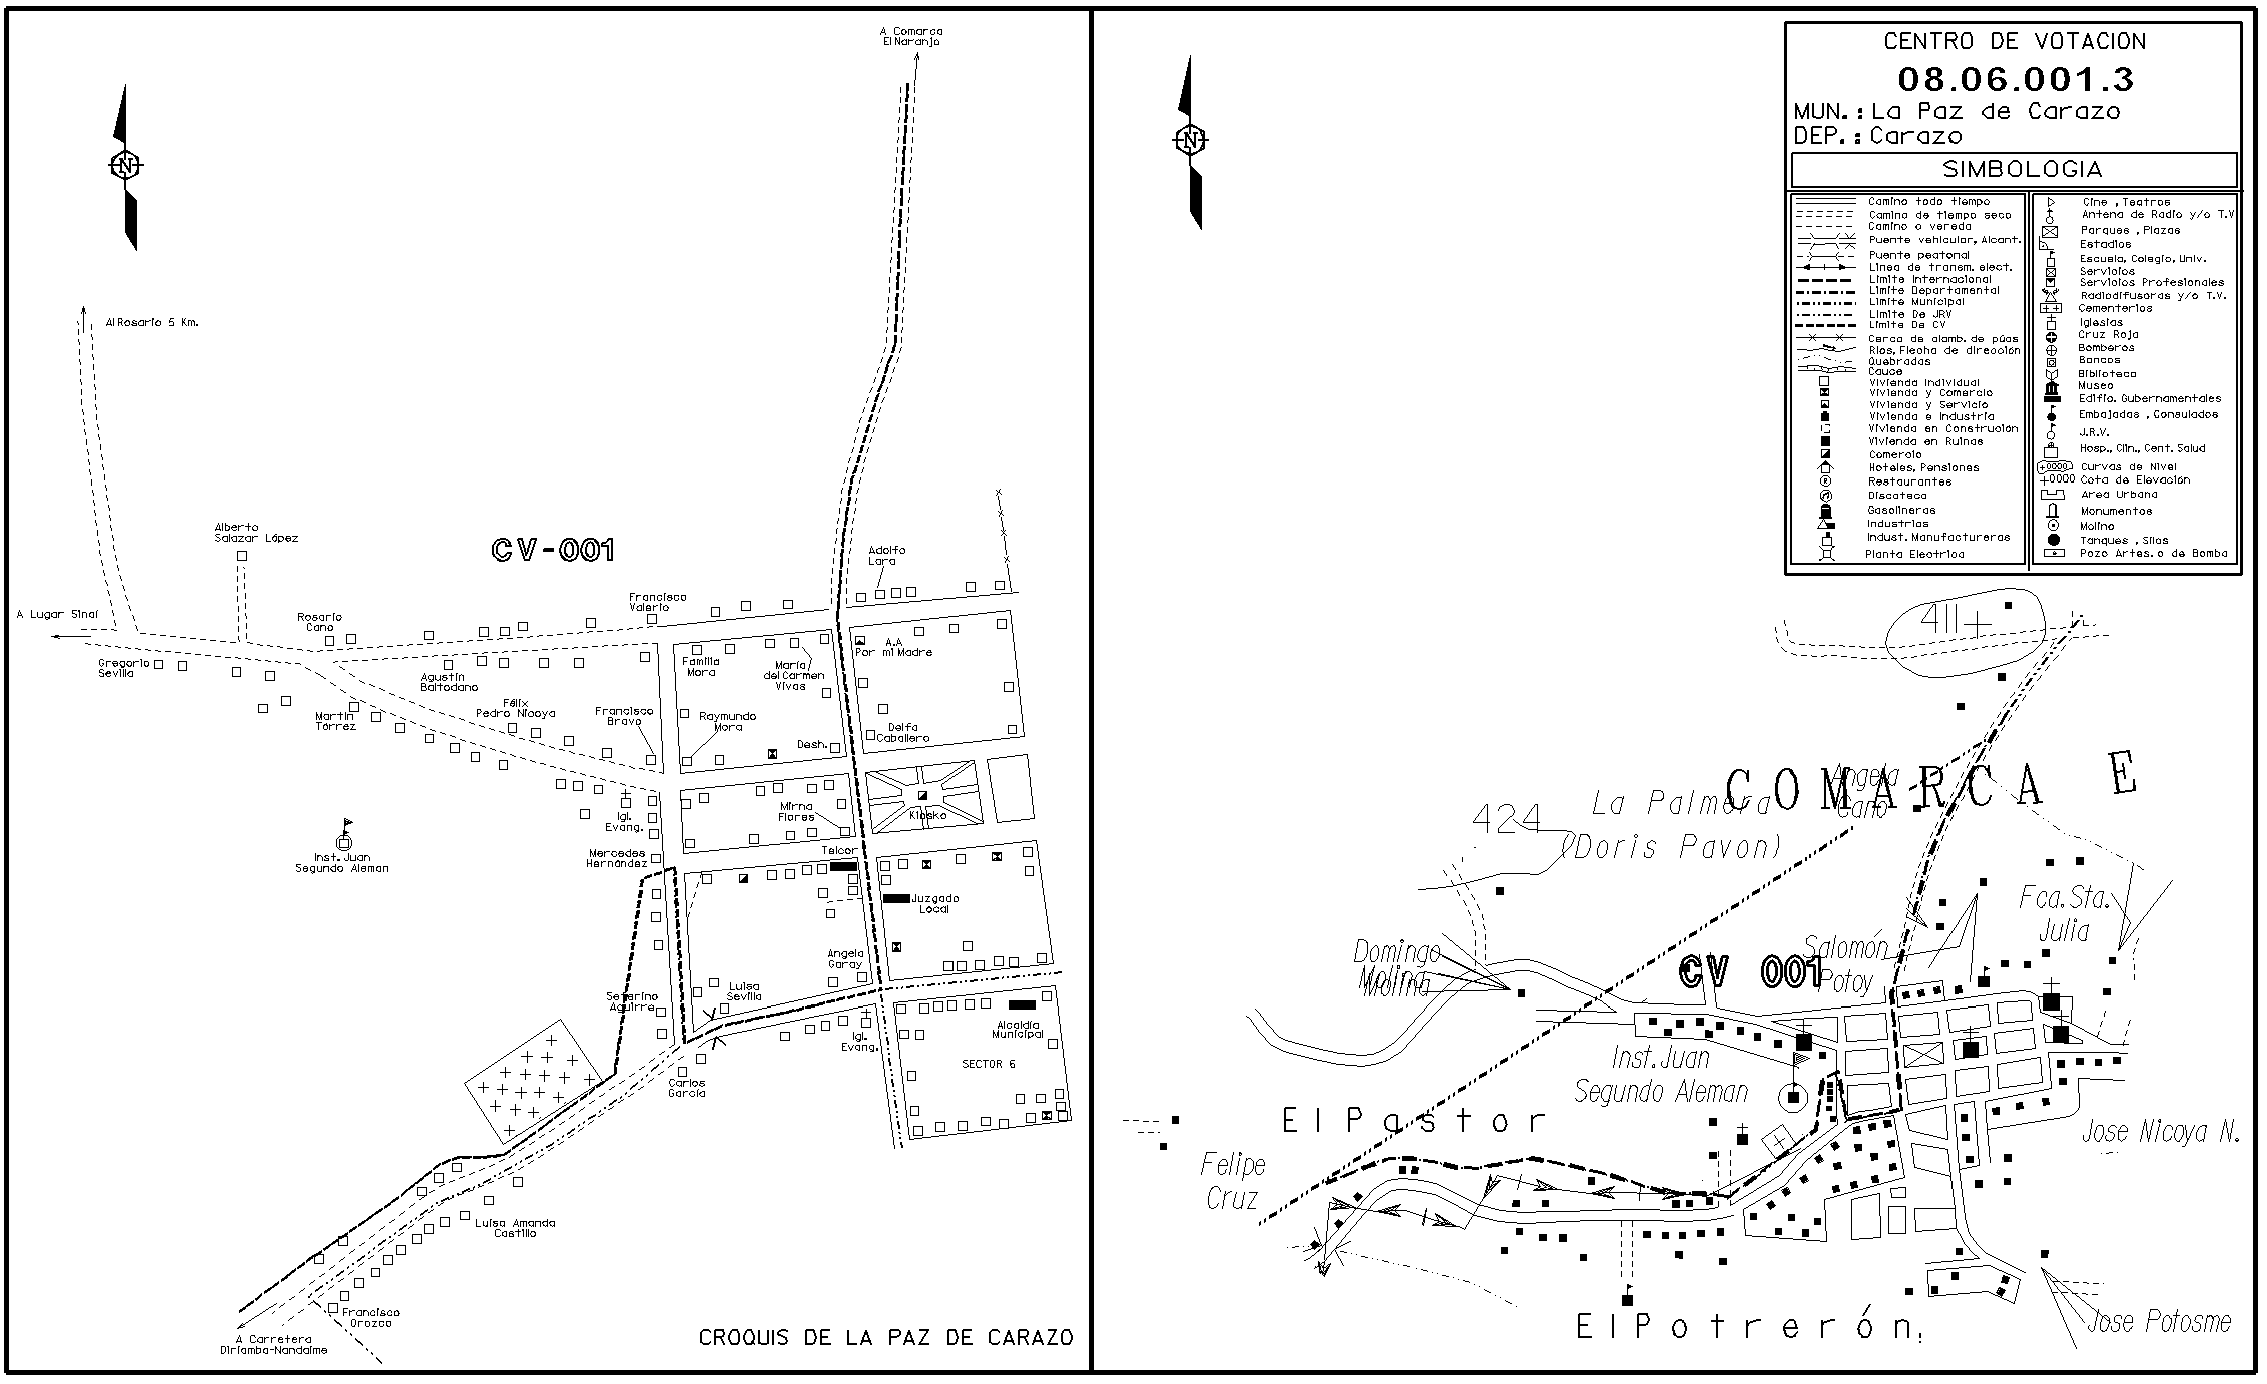 A Comarca
El Naranjo
N
Al Rosario 5 Km.
Alberto
Salazar López
CV-001
Adolfo
Lara
A Lugar Sinaí
Rosario
Cano
Francisco
Valerio
Gregorio
Sevilla
Agustín
Baltodano
Familia
Mora
María
del Carmen
Vivas
A.A
Por mi Madre
Martín
Tórrez
Félix
Pedro Nicoya
Francisco
Bravo
Raymundo
Mora
Desh.
Delfa
Caballero
Igl.
Evang.
Mirna
Flores
Kiosko
Inst. Juan
Segundo Aleman
Mercedes
Hernández
Telcor
Juzgado
Local
Angela
Garay
Severino
Aguirre
Luisa
Sevilla
Igl.
Evang.
Alcaldía
Municipal
SECTOR 6
Carlos
García
Luisa Amanda
Castillo
Francisco
Orozco
A Carretera
Diriamba-Nandaime
CROQUIS DE LA PAZ DE CARAZO
N
CENTRO DE VOTACION
08.06.001.3
MUN.: La Paz de Carazo
DEP.: Carazo
SIMBOLOGIA
Camino todo tiempo
Camino de tiempo seco
Camino o vereda
Puente vehicular, Alcant.
Puente peatonal
Linea de transm. elect.
Limite Internacional
Limite Departamental
Limite Municipal
Limite De JRV
Limite De CV
Cerca de alamb. de púas
Rios, Flecha de dirección
Quebradas
Cauce
Vivienda Individual
Vivienda y Comercio
Vivienda y Servicio
Vivienda e Industria
Vivienda en Construción
Vivienda en Ruinas
Comercio
Hoteles, Pensiones
R Restaurantes
Discoteca
Gasolineras
Industrias
Indust. Manufactureras
Planta Electrica
Cine , Teatros
Antena de Radio y/o T.V
Parques , Plazas
Estadios
Escuela, Colegio, Univ.
Servicios
Servicios Profesionales
Radiodifusoras y/o T.V.
Cementerios
Iglesias
Cruz Roja
Bomberos
Bancos
Biblioteca
Museo
Edific. Gubernamentales
Embajadas , Consulados
J.R.V.
Hosp., Clin., Cent. Salud
+0000 Curvas de Nivel
+0000 Cota de Elevación
Area Urbana
Monumentos
Molino
Tanques , Silos
Pozo Artes. o de Bomba
411
COMARCA E
Angela
Cano
La Palmera
(Doris Pavon)
424
Fca. Sta.
Julia
Domingo
Molina
Salomón
Potoy
CV 001
Inst. Juan
Segundo Aleman
El Pastor
Jose Nicoya N.
Felipe
Cruz
El Potrerón.
Jose Potosme